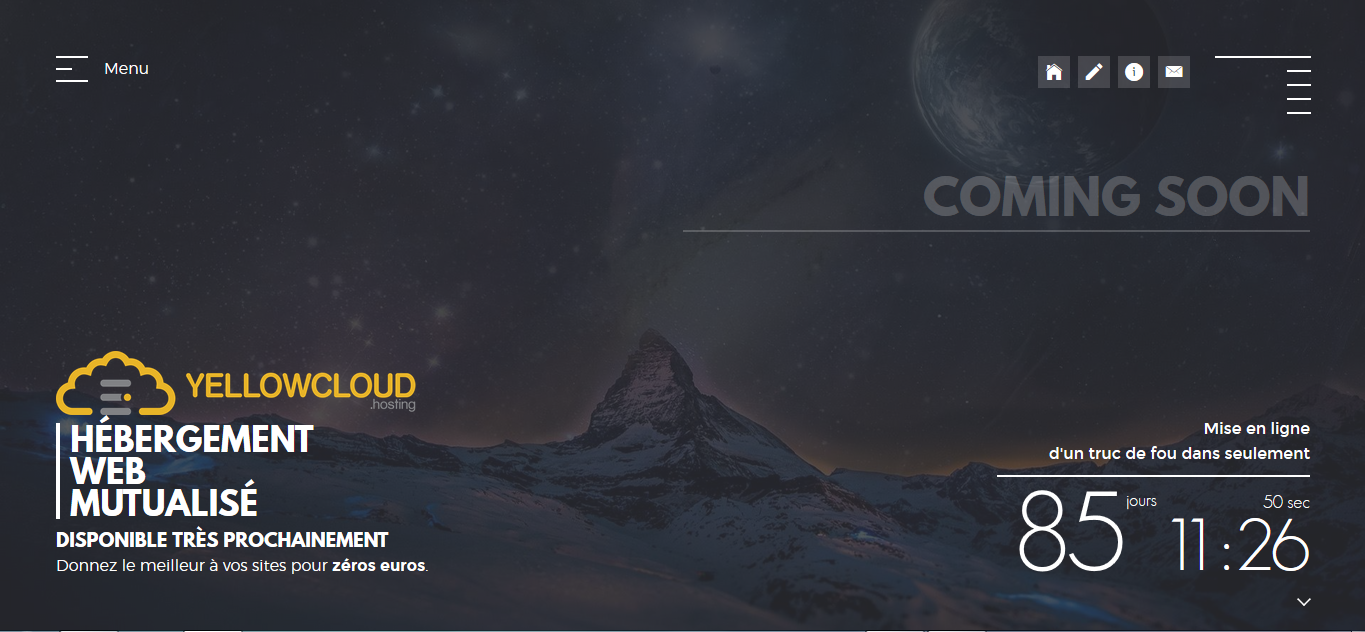 Menu
COMING SOON
YELLOWCLOUD
.hosting
HÉBERGEMENT
WEB
MUTUALISÉ
DISPONIBLE TRÈS PROCHAINEMENT
Donnez le meilleur à vos sites pour zéros euros.
Mise en ligne
d'un truc de fou dans seulement
85 jours
50 sec
11:26